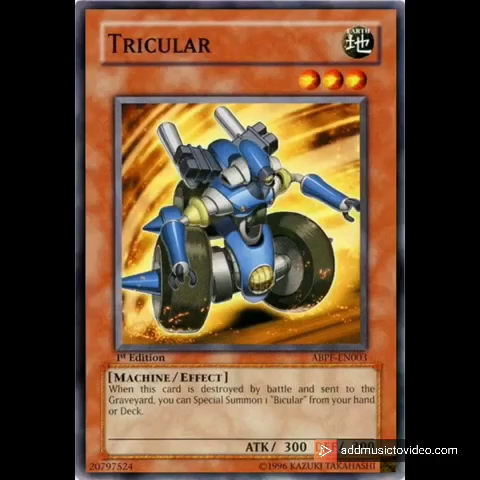 TRICULAR
EARTH
地
1st Edition
ABPF-EN003
[MACHINE/EFFECT]
When this card is destroyed by battle and sent to the
Graveyard, you can Special Summon 1 "Bicular" from your hand
or Deck.
ATK/ 300
300
addmusictovideo.com
20797524
©1996 KAZUKI TAKAHASHI